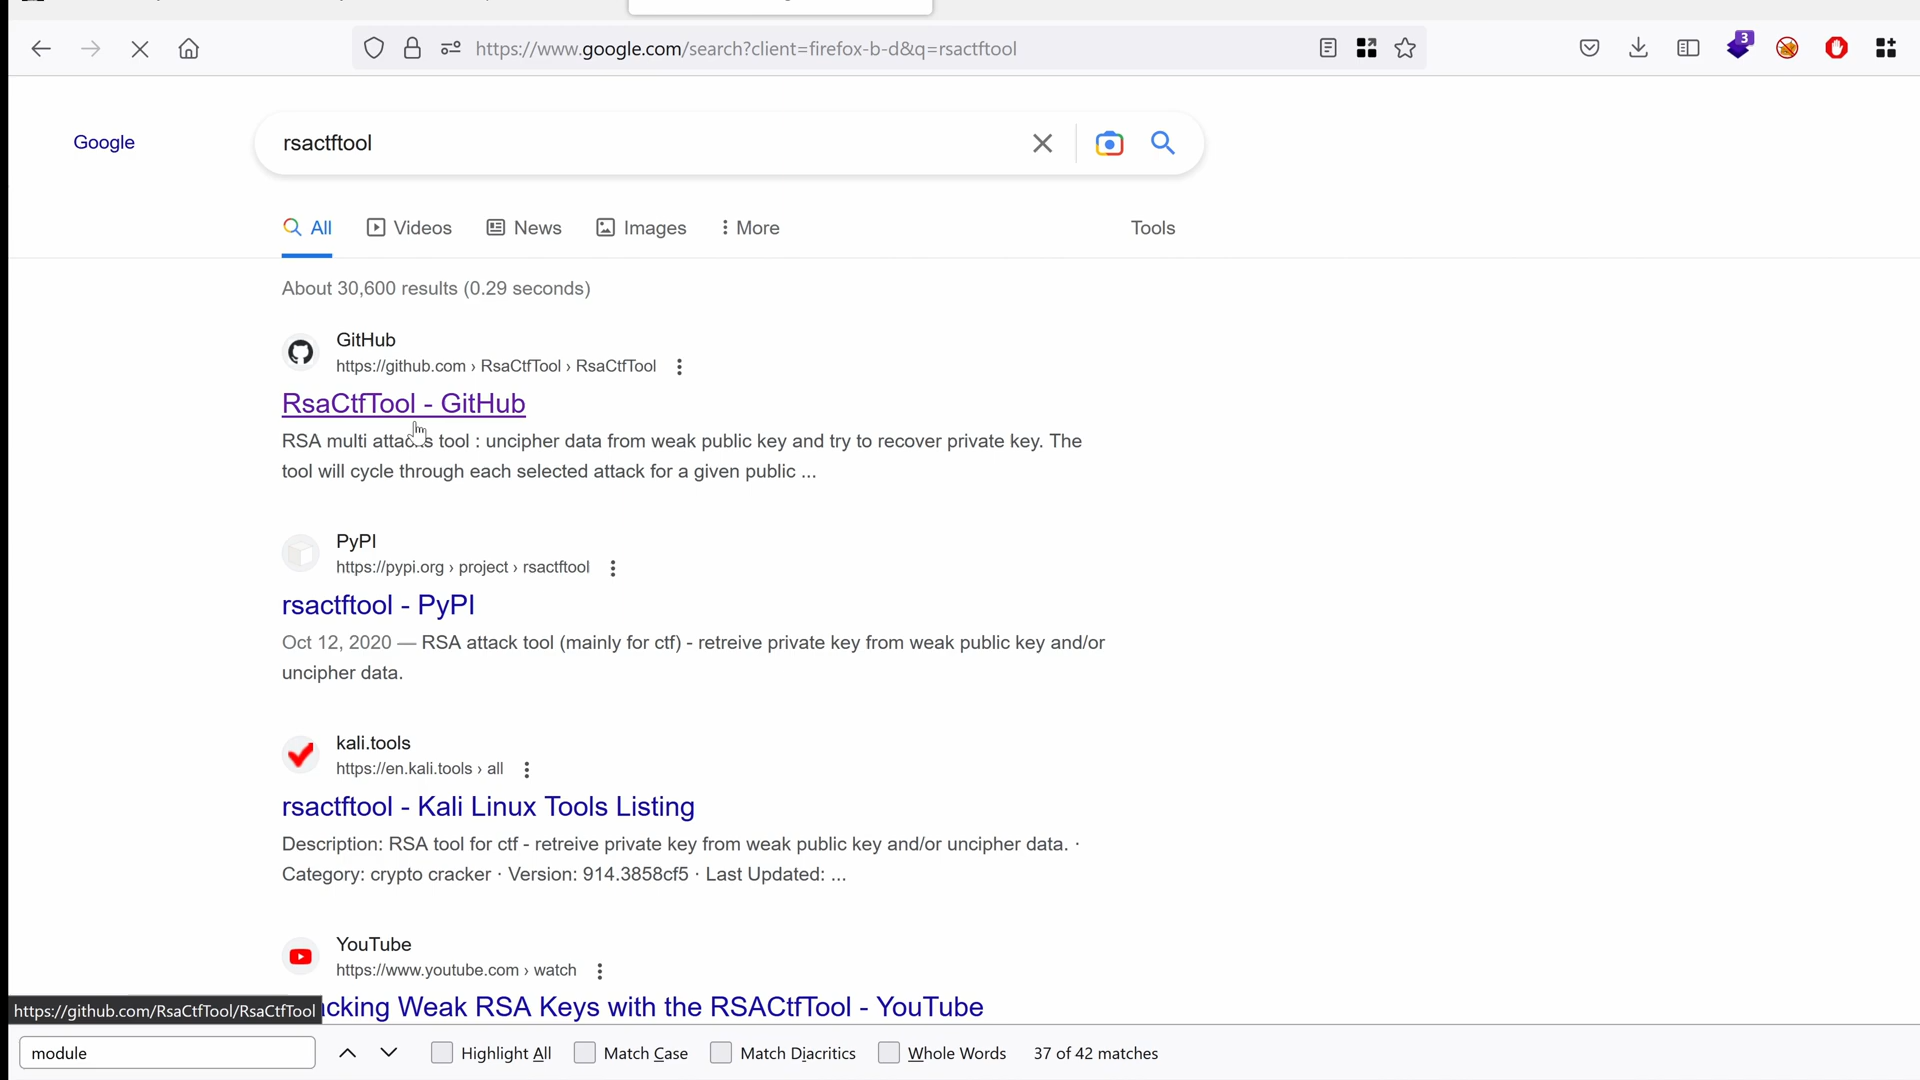 https://www.google.com/search?client=firefox-b-d&q=rsactftool
3
Google
rsactftool
All
Videos
News
Images
More
Tools
About 30,600 results (0.29 seconds)
GitHub
https://github.com › RsaCtfTool › RsaCtfTool
RsaCtfTool - GitHub
RSA multi attacks tool : uncipher data from weak public key and try to recover private key. The
tool will cycle through each selected attack for a given public ...
PyPI
https://pypi.org › project › rsactftool
rsactftool - PyPI
Oct 12, 2020 — RSA attack tool (mainly for ctf) - retreive private key from weak public key and/or
uncipher data.
kali.tools
https://en.kali.tools › all
rsactftool - Kali Linux Tools Listing
Description: RSA tool for ctf - retreive private key from weak public key and/or uncipher data. ·
Category: crypto cracker · Version: 914.3858cf5 · Last Updated: ...
YouTube
https://www.youtube.com › watch
cking Weak RSA Keys with the RSACtfTool - YouTube
https://github.com/RsaCtfTool/RsaCtfTool
module
Highlight All
Match Case
Match Diacritics
Whole Words
37 of 42 matches